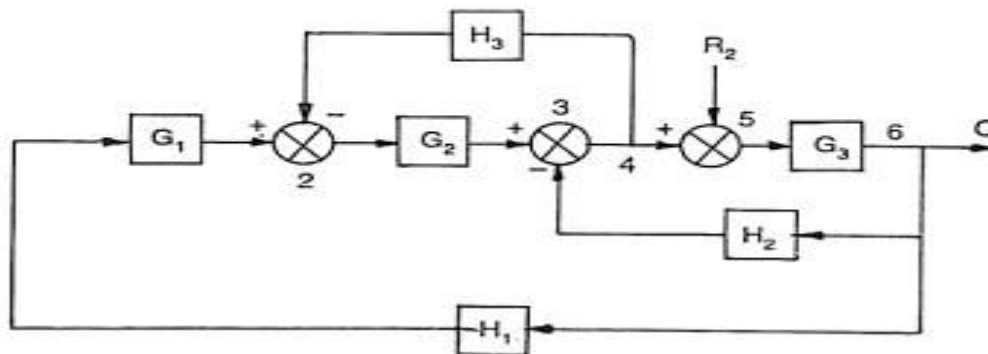 H₃
R₂
G₁
+
−
2
G₂
+
3
−
4
+
5
G₃
6
C
H₂
H₁